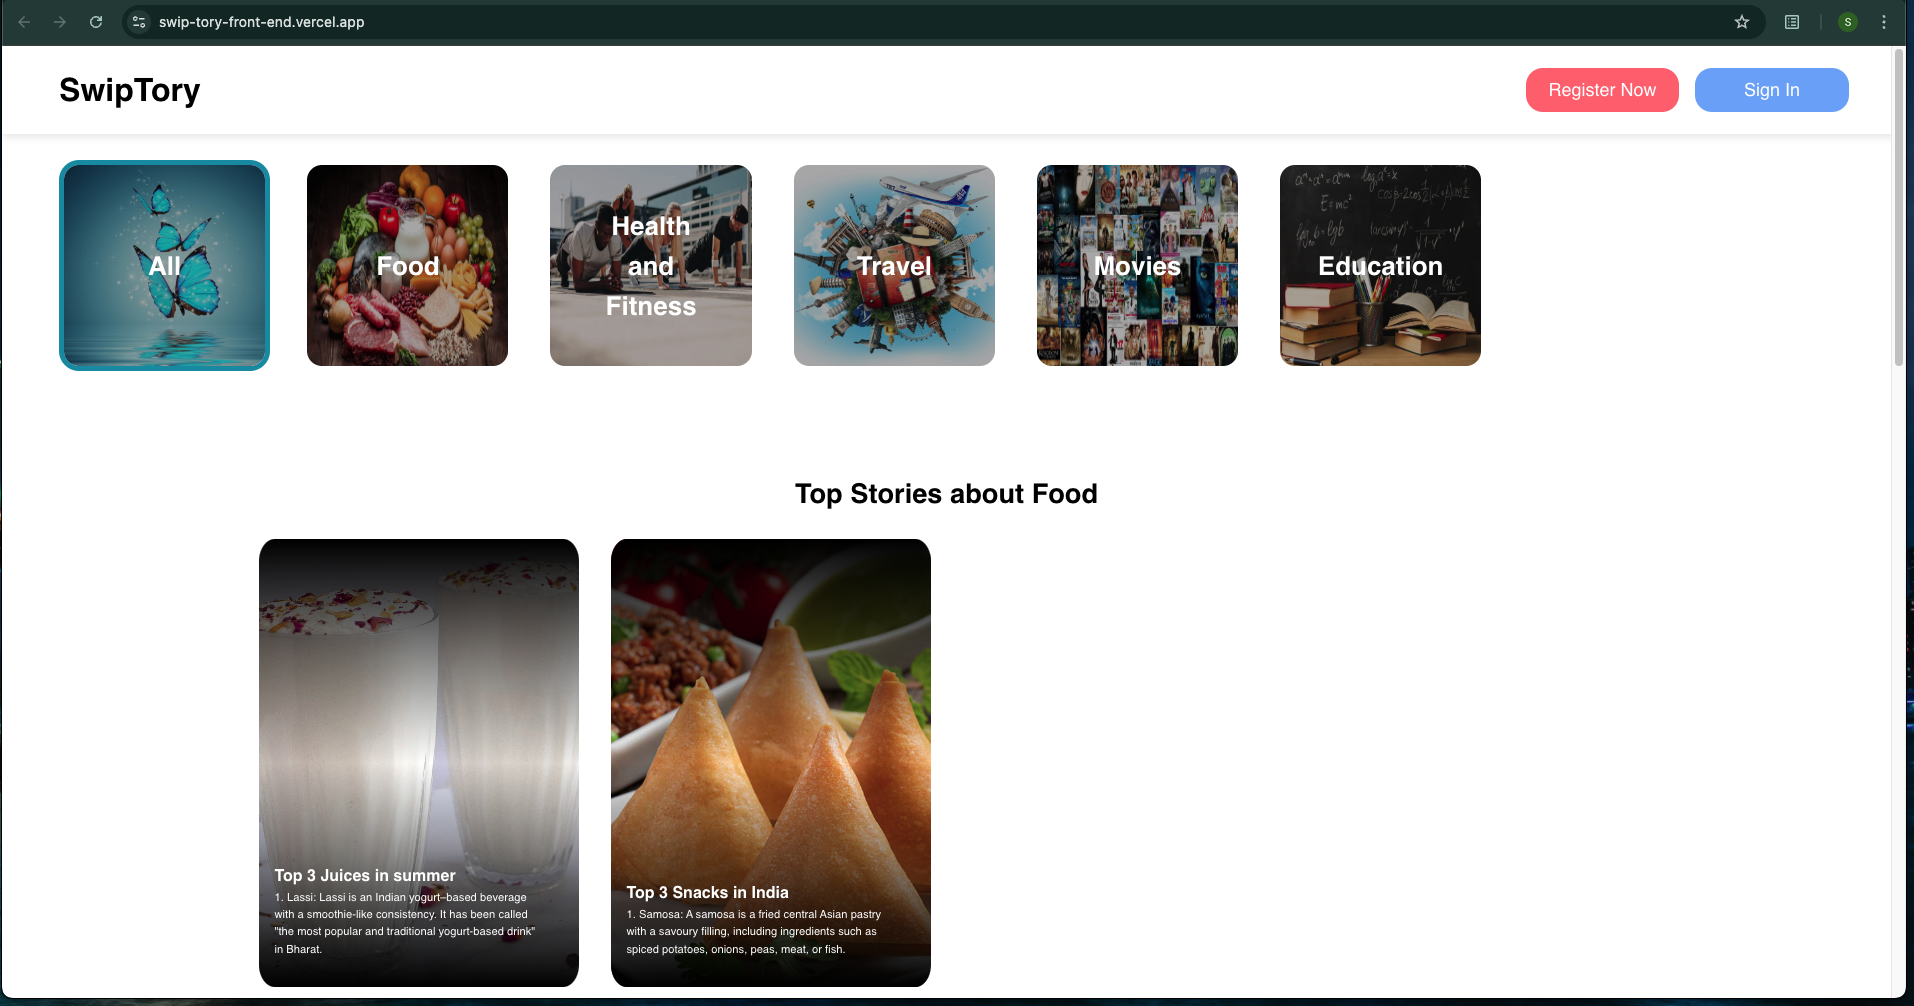 swip-tory-front-end.vercel.app
S
SwipTory
Register Now
Sign In
All
Food
Health
and
Fitness
Travel
Movies
Education
E=mc²
Top Stories about Food
Top 3 Juices in summer
1. Lassi: Lassi is an Indian yogurt–based beverage
with a smoothie-like consistency. It has been called
"the most popular and traditional yogurt-based drink"
in Bharat.
Top 3 Snacks in India
1. Samosa: A samosa is a fried central Asian pastry
with a savoury filling, including ingredients such as
spiced potatoes, onions, peas, meat, or fish.